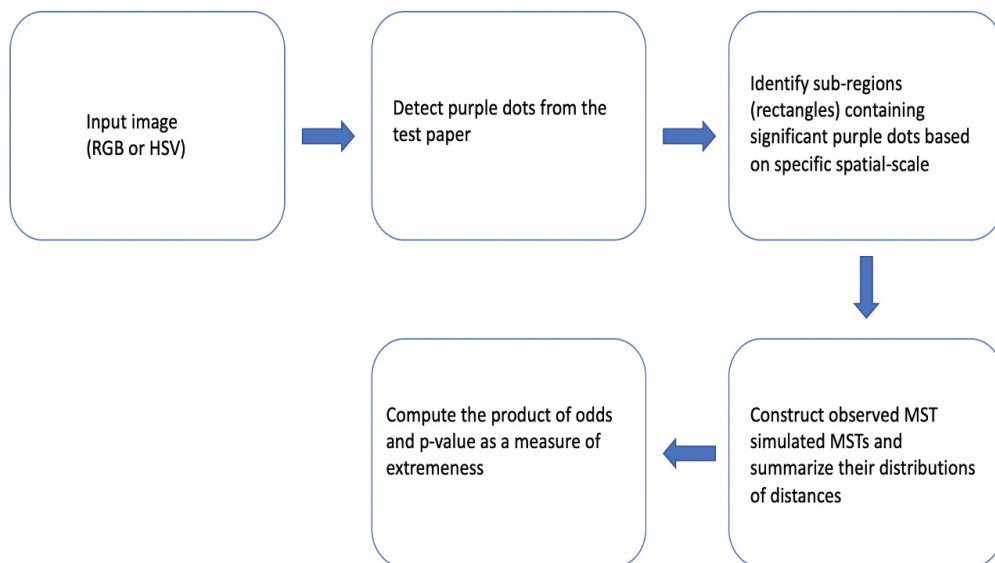 Input image
(RGB or HSV)
Detect purple dots from the
test paper
Identify sub-regions
(rectangles) containing
significant purple dots based
on specific spatial-scale
Construct observed MST
simulated MSTs and
summarize their distributions
of distances
Compute the product of odds
and p-value as a measure of
extremeness